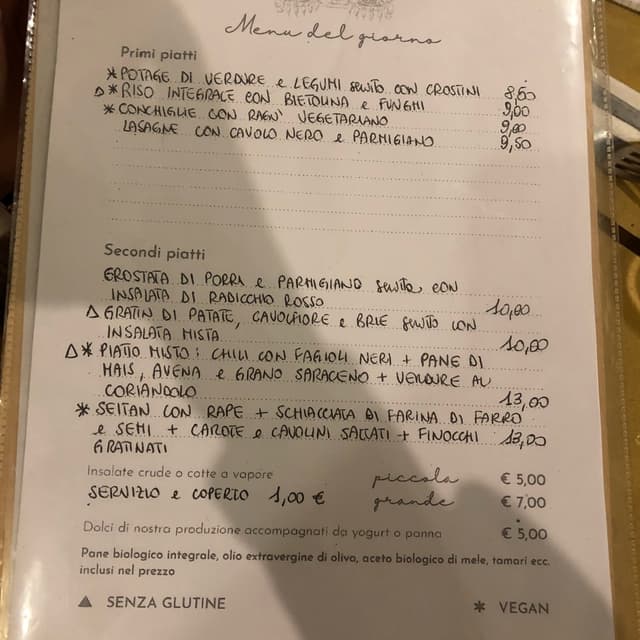 Menu del giorno
Primi piatti
* POTAGE DI VERDURE e LEGUMI servito CON CROSTINI 8,50
△ * RISO INTEGRALE CON BIETOLINA e FUNGHI 9,00
* CONCHIGLIE CON RAGÙ VEGETARIANO 9,00
LASAGNE CON CAVOLO NERO e PARMIGIANO 9,50
Secondi piatti
CROSTATA DI PORRI e PARMIGIANO servita CON
INSALATA DI RADICCHIO ROSSO 10,00
△ GRATIN DI PATATE, CAVOLFIORE e BRIE servito CON
INSALATA MISTA 10,00
△ * PIATTO MISTO: CHILI CON FAGIOLI NERI + PANE DI
MAIS, AVENA e GRANO SARACENO + VERDURE AL
CORIANDOLO 13,00
* SEITAN CON RAPE + SCHIACCIATA DI FARINA DI FARRO
e SEMI + CAROTE e CAVOLINI SALTATI + FINOCCHI 13,00
GRATINATI
Insalate crude o cotte a vapore piccola € 5,00
SERVIZIO e COPERTO 1,00 € grande € 7,00
Dolci di nostra produzione accompagnati da yogurt o panna € 5,00
Pane biologico integrale, olio extravergine di oliva, aceto biologico di mele, tamari ecc.
inclusi nel prezzo
▲ SENZA GLUTINE * VEGAN